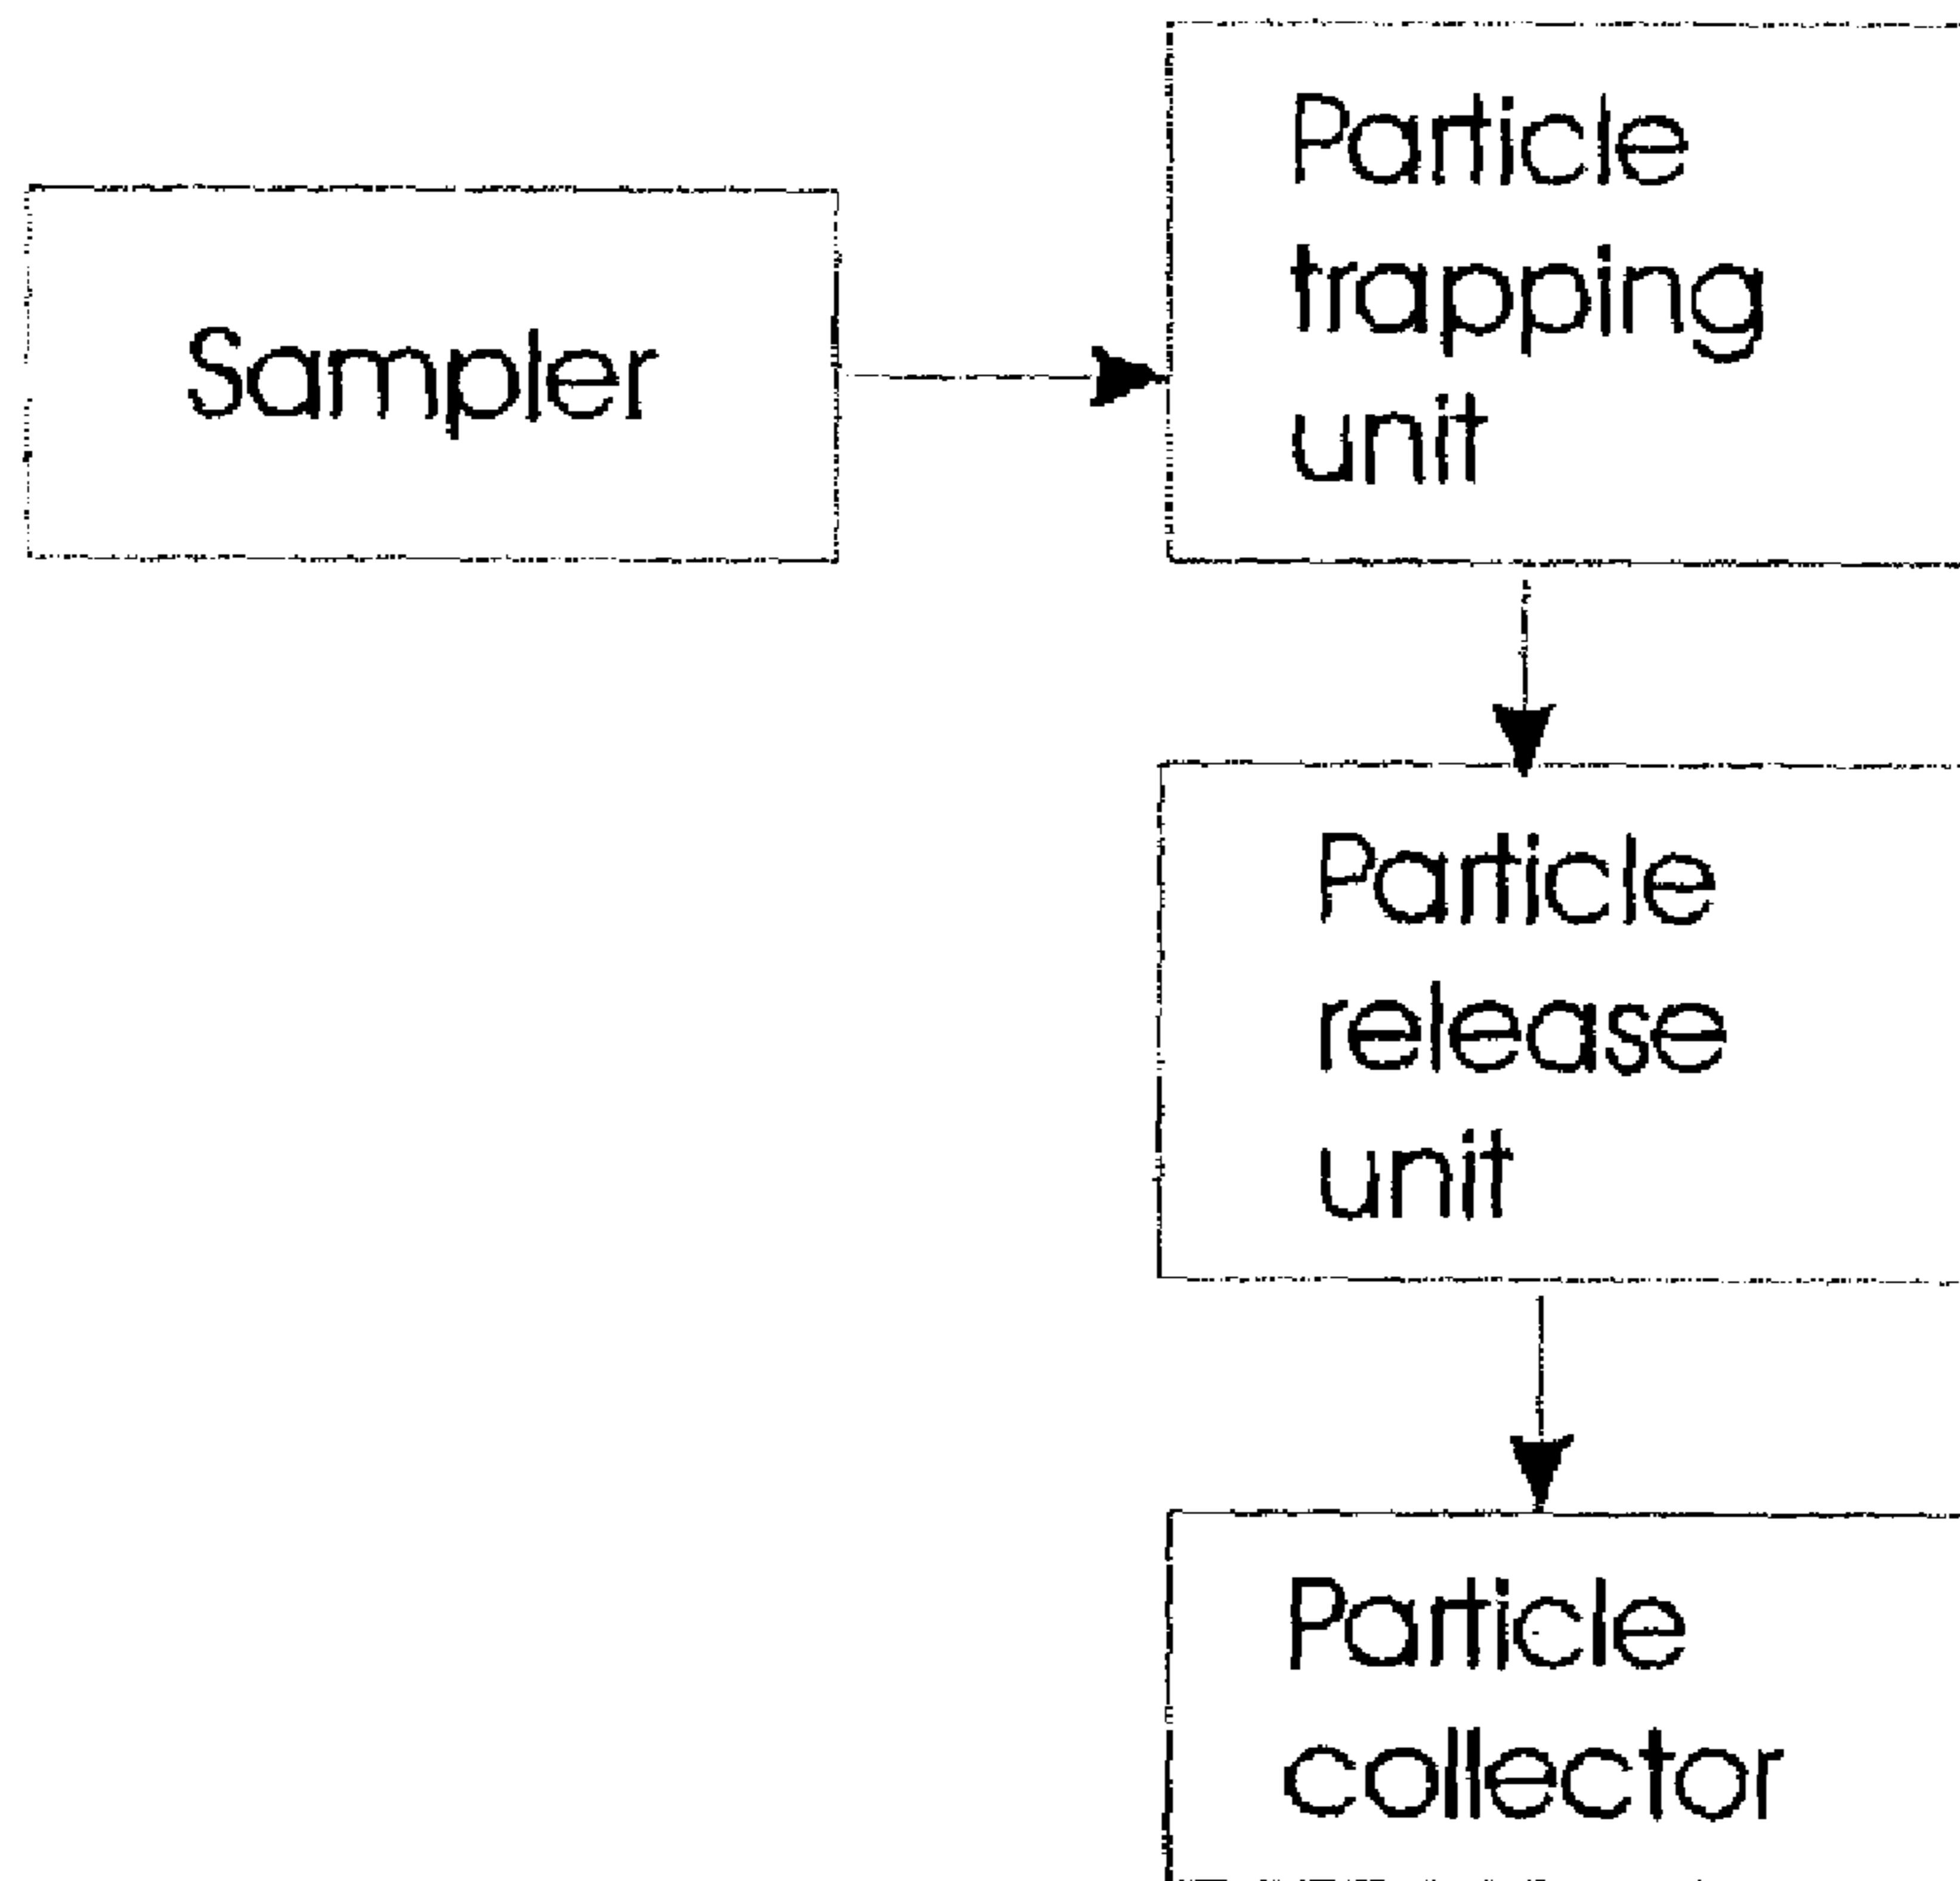 Sampler
Particle
trapping
unit
Particle
release
unit
Particle
collector